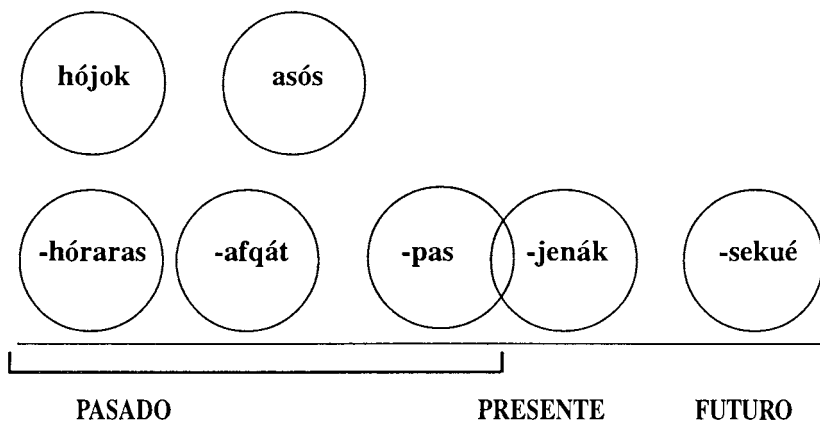 hójok asós
-hóraras -afqát -pas -jenák -sekué
PASADO PRESENTE FUTURO